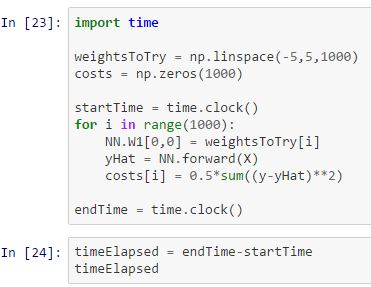 In [23]: import time
weightsToTry = np.linspace(-5,5,1000)
costs = np.zeros(1000)
startTime = time.clock()
for i in range(1000):
    NN.W1[0,0] = weightsToTry[i]
    yHat = NN.forward(X)
    costs[i] = 0.5*sum((y-yHat)**2)
endTime = time.clock()
In [24]: timeElapsed = endTime-startTime
timeElapsed